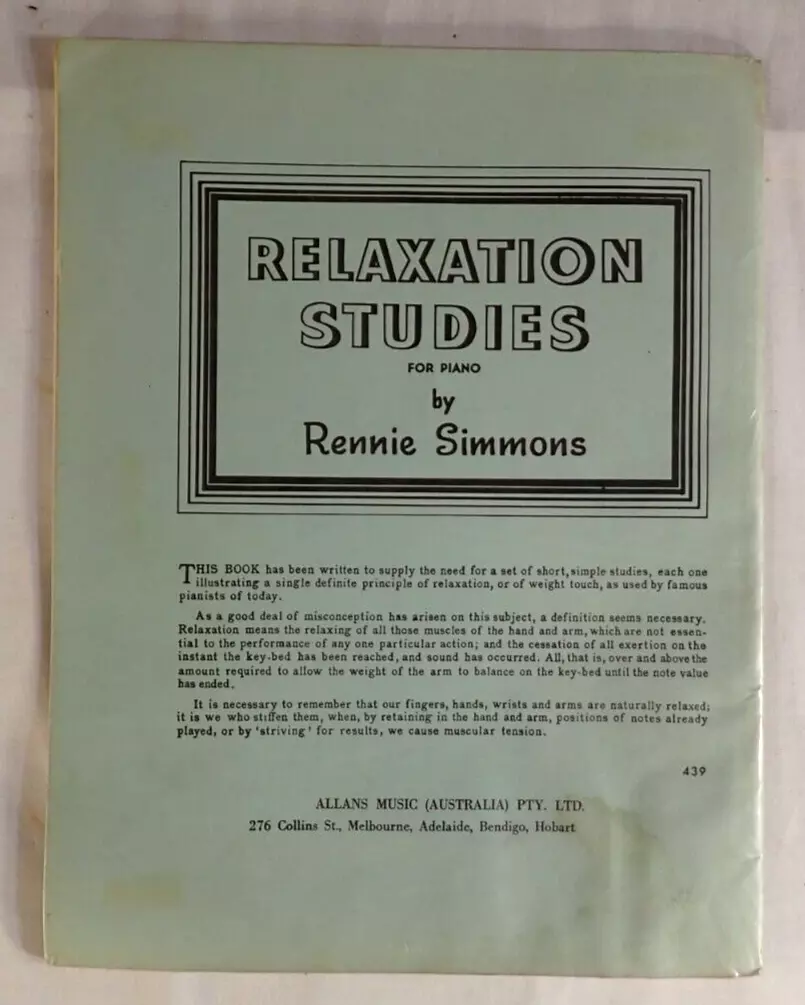 RELAXATION
STUDIES
FOR PIANO
by
Rennie Simmons
THIS BOOK has been written to supply the need for a set of short, simple studies, each one
illustrating a single definite principle of relaxation, or of weight touch, as used by famous
pianists of today.
As a good deal of misconception has arisen on this subject, a definition seems necessary.
Relaxation means the relaxing of all those muscles of the hand and arm, which are not essen-
tial to the performance of any one particular action; and the cessation of all exertion on the
instant the key-bed has been reached, and sound has occurred. All, that is, over and above the
amount required to allow the weight of the arm to balance on the key-bed until the note value
has ended.
It is necessary to remember that our fingers, hands, wrists and arms are naturally relaxed;
it is we who stiffen them, when, by retaining in the hand and arm, positions of notes already
played, or by 'striving' for results, we cause muscular tension.
439
ALLANS MUSIC (AUSTRALIA) PTY. LTD.
276 Collins St., Melbourne, Adelaide, Bendigo, Hobart